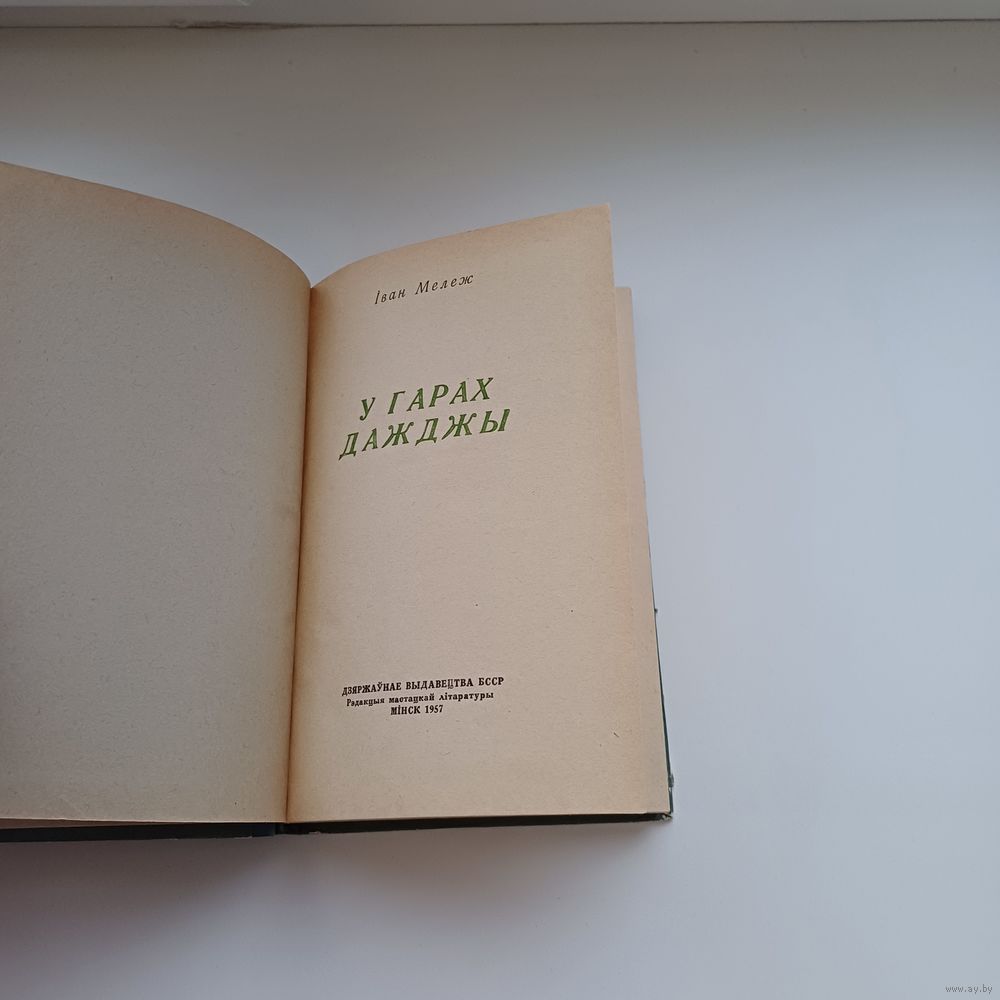 Іван Мележ
У ГАРАХ
ДАЖДЖЫ
ДЗЯРЖАЎНАЕ ВЫДАВЕЦТВА БССР
Рэдакцыя мастацкай літаратуры
МІНСК 1957
www.ay.by